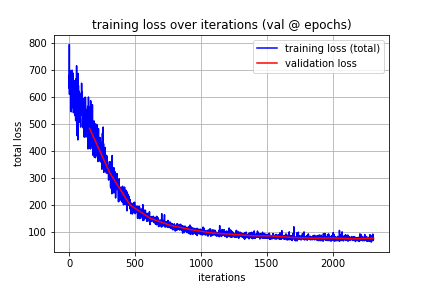 training loss over iterations (val @ epochs)
training loss (total)
validation loss
total loss
800
700
600
500
400
300
200
100
0 500 1000 1500 2000
iterations